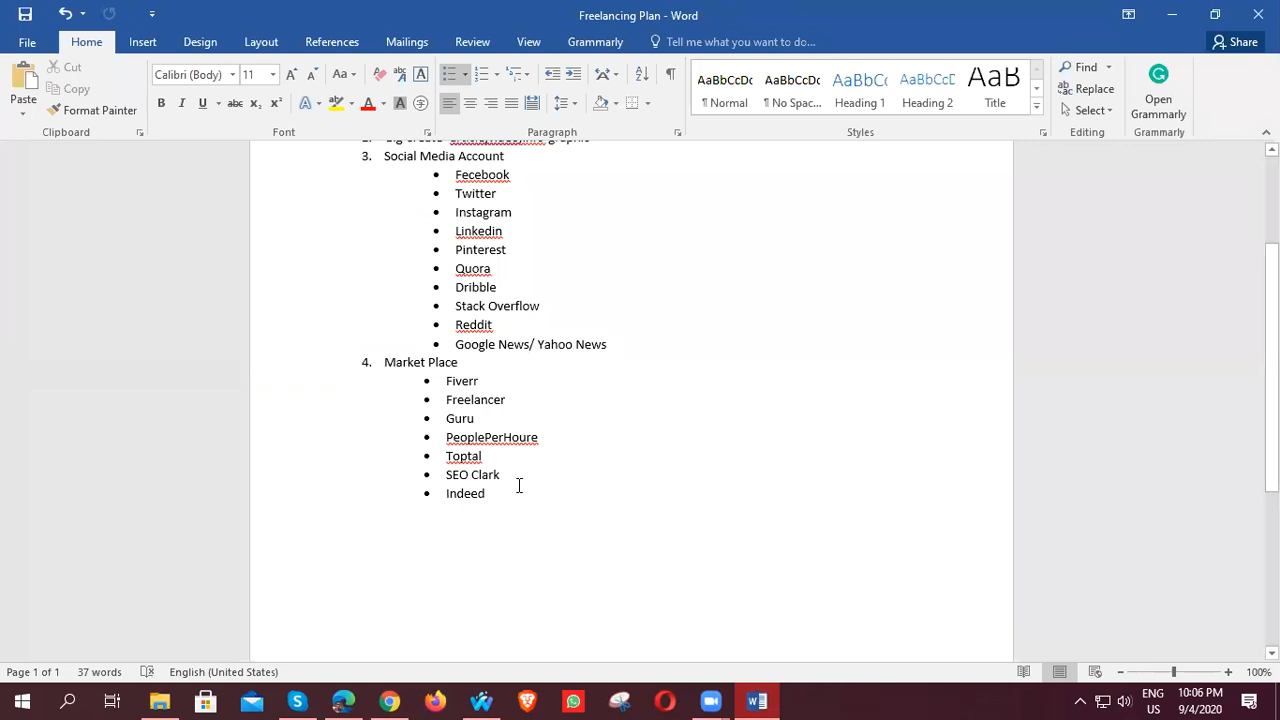 Freelancing Plan - Word
File Home Insert Design Layout References Mailings Review View Grammarly Tell me what you want to do... Share
Cut
Copy
Format Painter
Paste
Calibri (Body) 11
AaBbCcDc AaBbCcDc AaBbCc AaBbCcC AaB
¶ Normal ¶ No Spac... Heading 1 Heading 2 Title
Find
Replace
Select
Open
Grammarly
Clipboard Font Paragraph Styles Editing Grammarly
3. Social Media Account
• Fecebook
• Twitter
• Instagram
• Linkedin
• Pinterest
• Quora
• Dribble
• Stack Overflow
• Reddit
• Google News/ Yahoo News
4. Market Place
• Fiverr
• Freelancer
• Guru
• PeoplePerHoure
• Toptal
• SEO Clark
• Indeed
Page 1 of 1 37 words English (United States) 100%
ENG
US
10:06 PM
9/4/2020